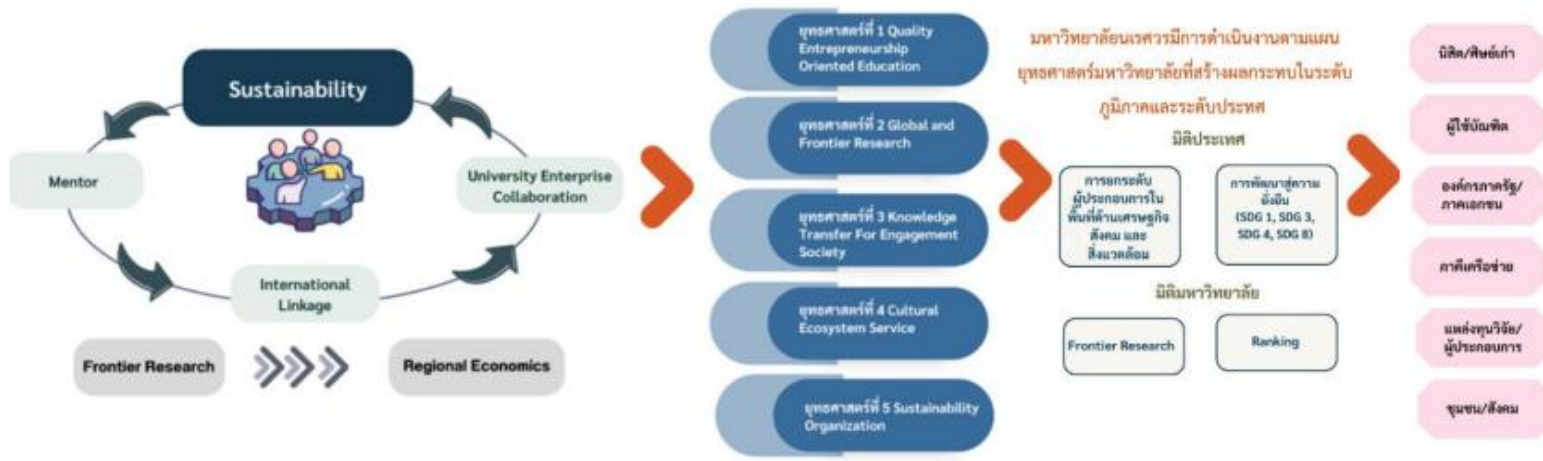 Sustainability
Mentor
University Enterprise
Collaboration
International
Linkage
Frontier Research
Regional Economics
ยุทธศาสตร์ที่ 1 Quality
Entrepreneurship
Oriented Education
ยุทธศาสตร์ที่ 2 Global and
Frontier Research
ยุทธศาสตร์ที่ 3 Knowledge
Transfer For Engagement
Society
ยุทธศาสตร์ที่ 4 Cultural
Ecosystem Service
ยุทธศาสตร์ที่ 5 Sustainability
Organization
มหาวิทยาลัยนเรศวรมีการดำเนินงานตามแผน
ยุทธศาสตร์มหาวิทยาลัยที่สร้างผลกระทบในระดับ
ภูมิภาคและระดับประเทศ
มิติประเทศ
การยกระดับ
ผู้ประกอบการใน
พื้นที่ด้านเศรษฐกิจ
สังคม และ
สิ่งแวดล้อม
การพัฒนาสู่ความ
ยั่งยืน
(SDG 1, SDG 3,
SDG 4, SDG 8)
มิติมหาวิทยาลัย
Frontier Research
Ranking
นิสิต/ศิษย์เก่า
ผู้ใช้บัณฑิต
องค์กรภาครัฐ/
ภาคเอกชน
ภาคีเครือข่าย
แหล่งทุนวิจัย/
ผู้ประกอบการ
ชุมชน/สังคม